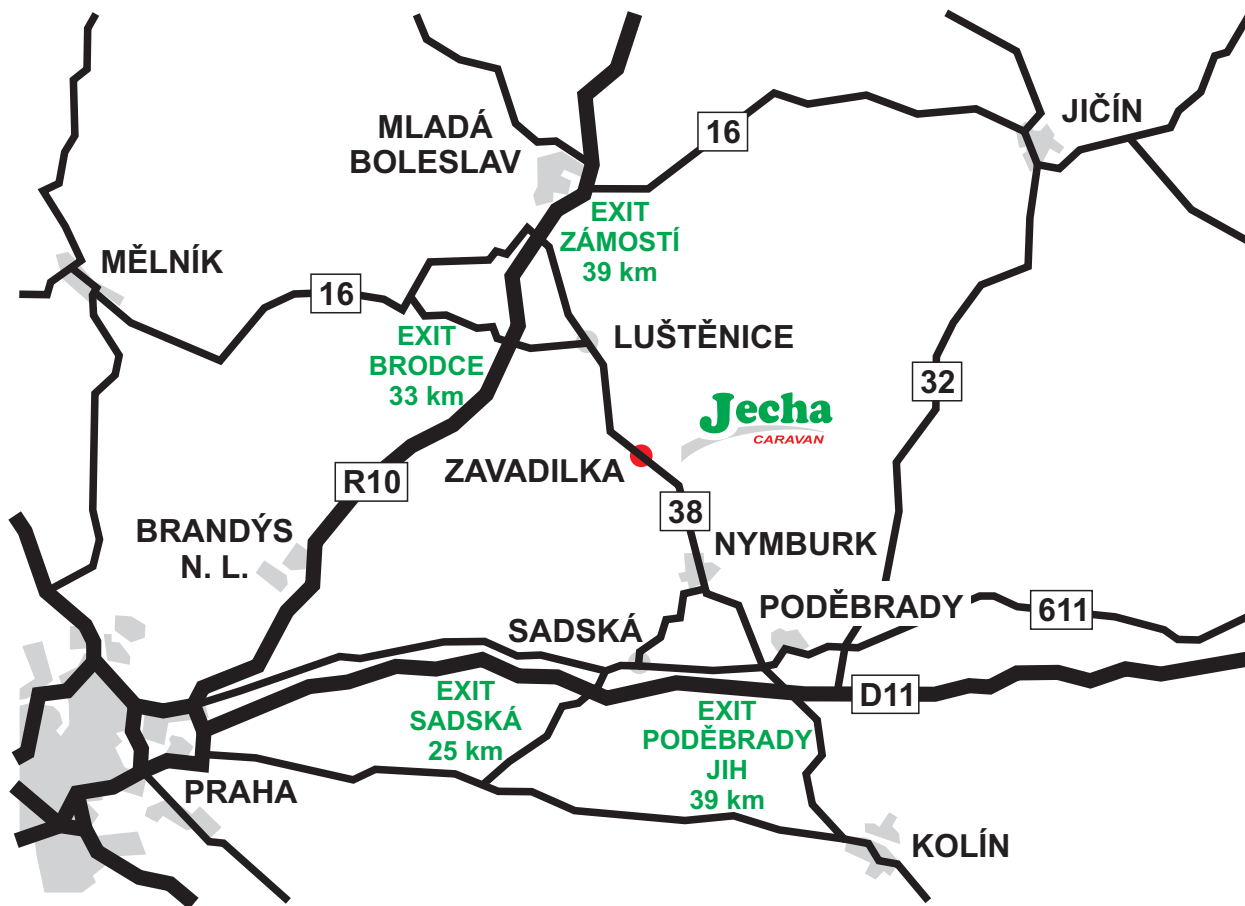 MLADÁ
BOLESLAV
16
JIČÍN
EXIT
ZÁMOSTÍ
39 km
MĚLNÍK
16
EXIT
BRODCE
33 km
LUŠTĚNICE
32
Jecha
CARAVAN
ZAVADILKA
R10
38
BRANDÝS
N. L.
NYMBURK
PODĚBRADY
611
SADSKÁ
EXIT
SADSKÁ
25 km
EXIT
PODĚBRADY
JIH
39 km
D11
PRAHA
KOLÍN